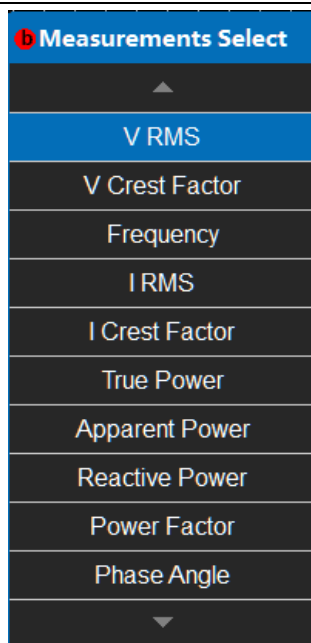 b Measurements Select
V RMS
V Crest Factor
Frequency
I RMS
I Crest Factor
True Power
Apparent Power
Reactive Power
Power Factor
Phase Angle